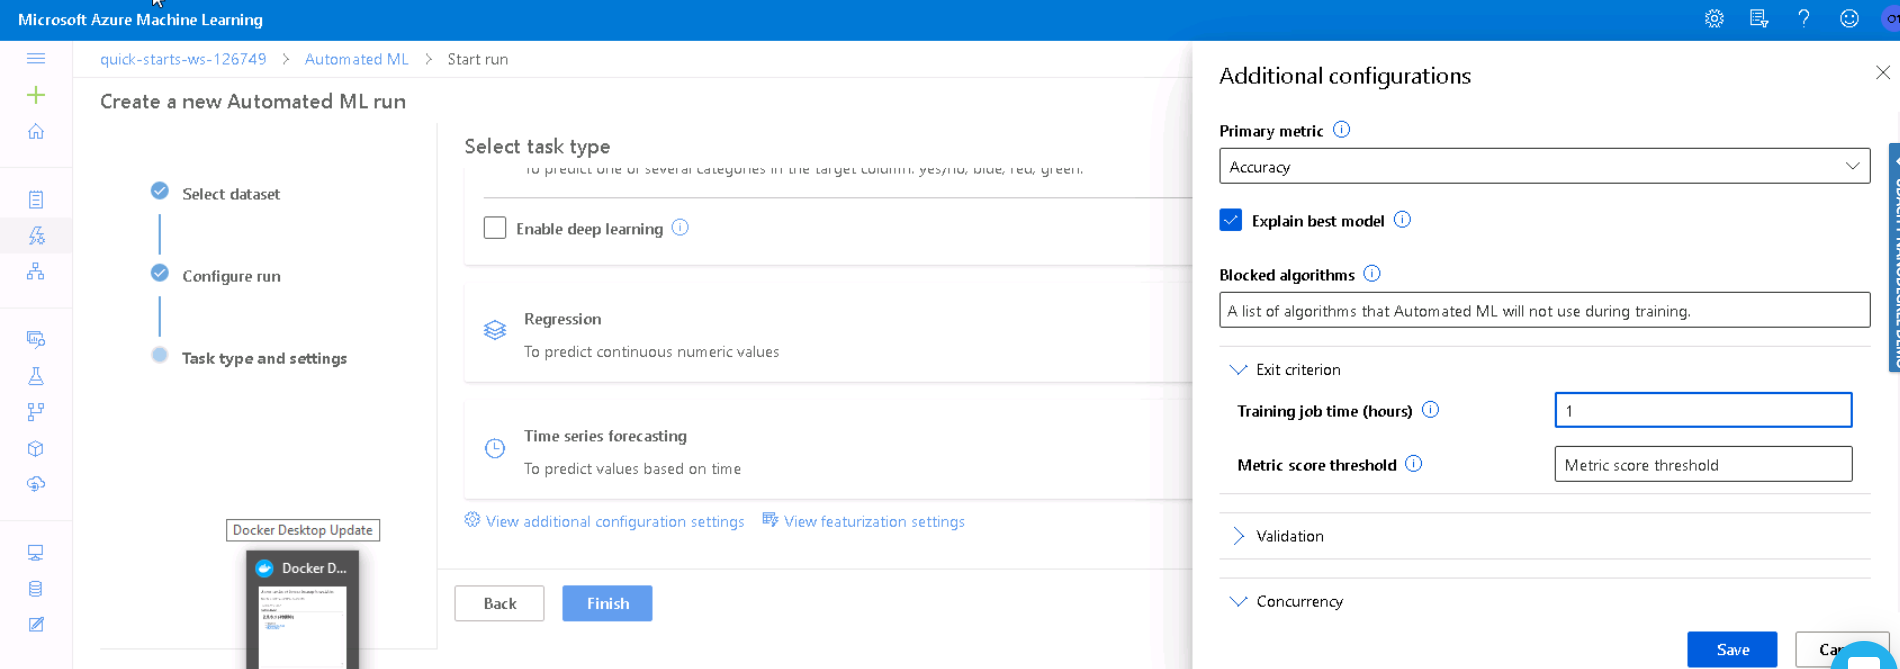 Microsoft Azure Machine Learning
quick-starts-ws-126749 > Automated ML > Start run
Create a new Automated ML run
Select dataset
Configure run
Task type and settings
Select task type
To predict one of several categories in the target column. yes/no, blue, red, green.
Enable deep learning
Regression
To predict continuous numeric values
Time series forecasting
To predict values based on time
View additional configuration settings
View featurization settings
Back
Finish
Docker Desktop Update
Docker D...
Additional configurations
Primary metric
Accuracy
Explain best model
Blocked algorithms
A list of algorithms that Automated ML will not use during training.
Exit criterion
Training job time (hours)
1
Metric score threshold
Metric score threshold
Validation
Concurrency
Save